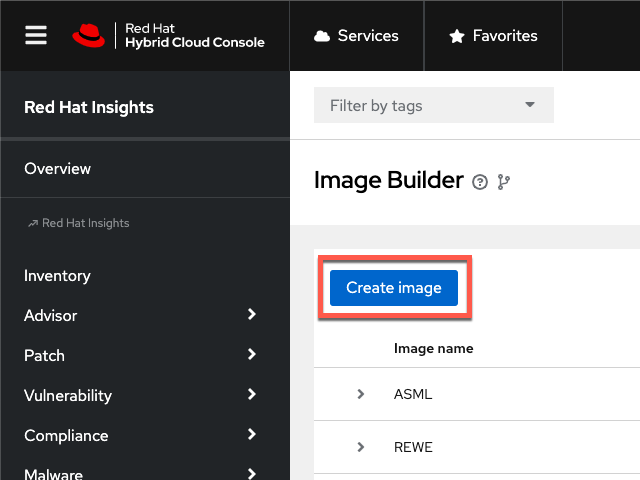 Red Hat
Hybrid Cloud Console
Services
Favorites
Red Hat Insights
Filter by tags
Overview
Image Builder
Red Hat Insights
Inventory
Create image
Advisor
Image name
Patch
Vulnerability
ASML
Compliance
REWE
Malware